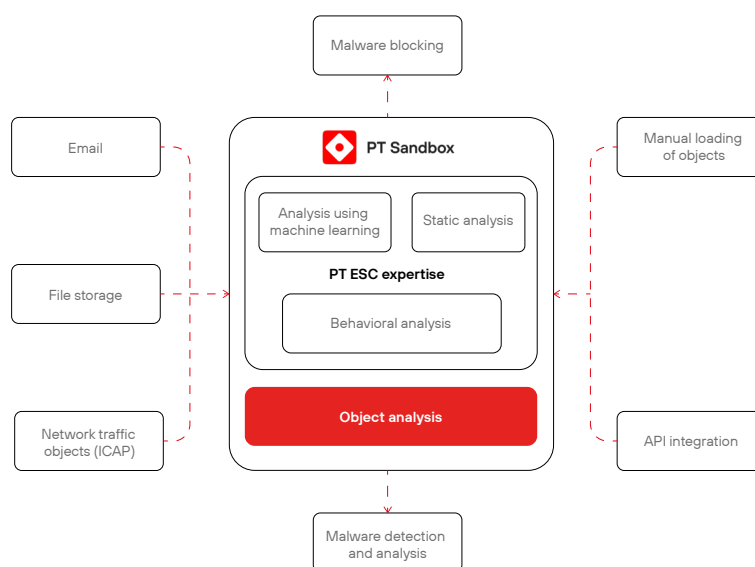 Malware blocking
Email
PT Sandbox
Manual loading
of objects
Analysis using
machine learning
Static analysis
PT ESC expertise
File storage
Behavioral analysis
Object analysis
Network traffic
objects (ICAP)
API integration
Malware detection
and analysis